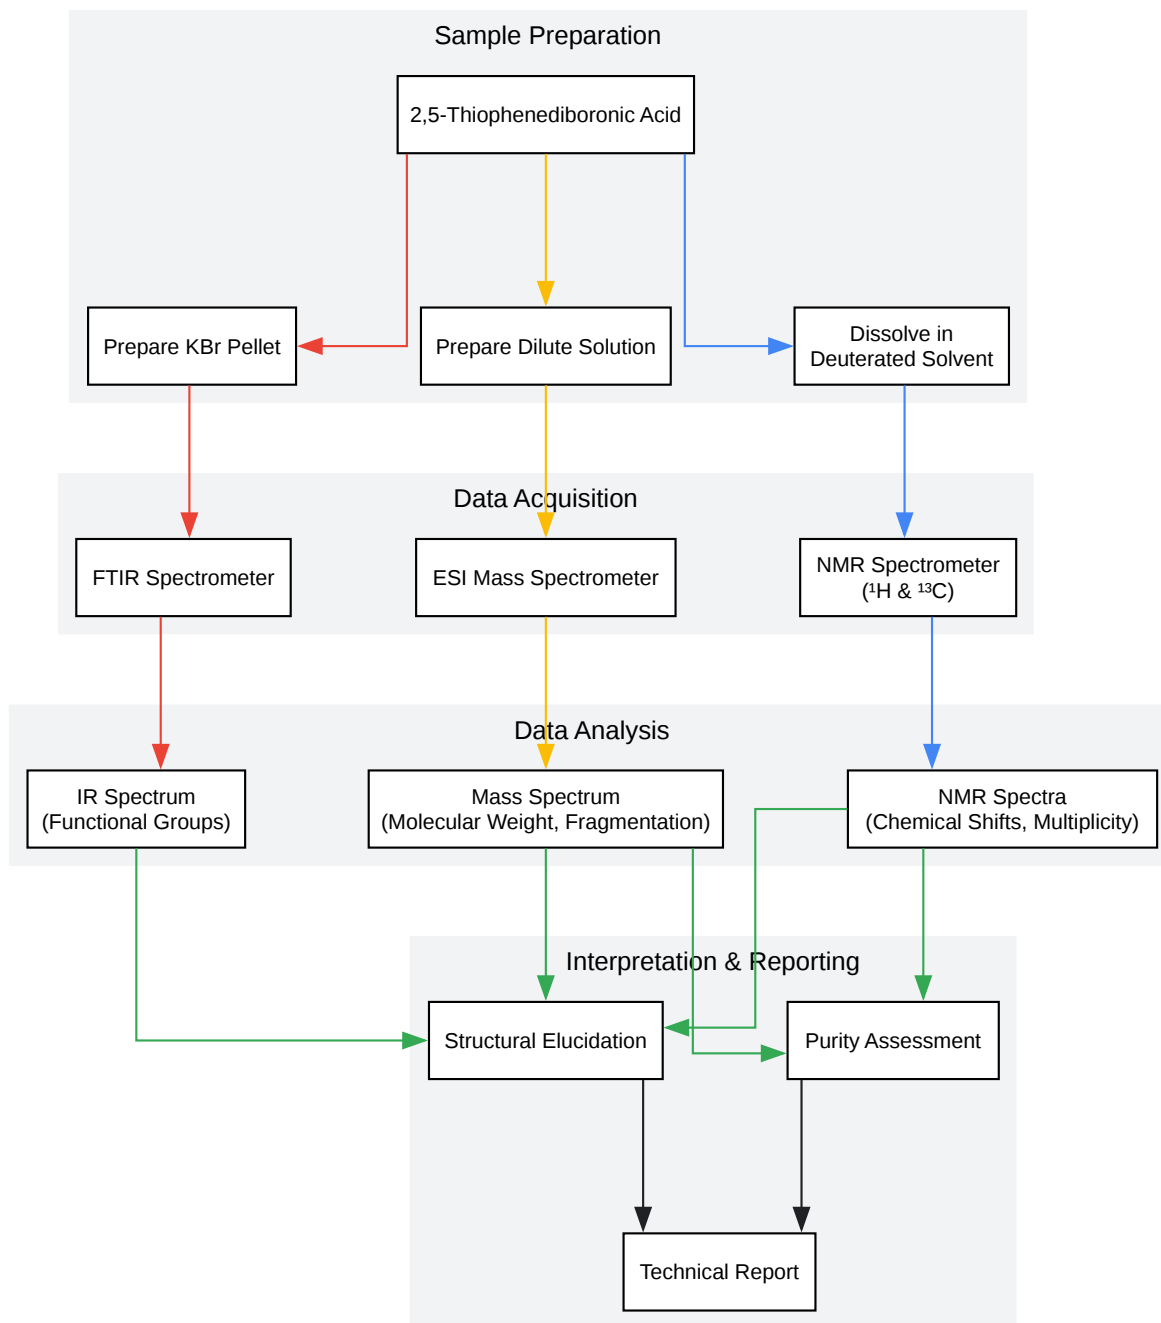 Sample Preparation
2,5-Thiophenediboronic Acid
Prepare KBr Pellet
Prepare Dilute Solution
Dissolve in
Deuterated Solvent
Data Acquisition
FTIR Spectrometer
ESI Mass Spectrometer
NMR Spectrometer
(¹H & ¹³C)
Data Analysis
IR Spectrum
(Functional Groups)
Mass Spectrum
(Molecular Weight, Fragmentation)
NMR Spectra
(Chemical Shifts, Multiplicity)
Interpretation & Reporting
Structural Elucidation
Purity Assessment
Technical Report